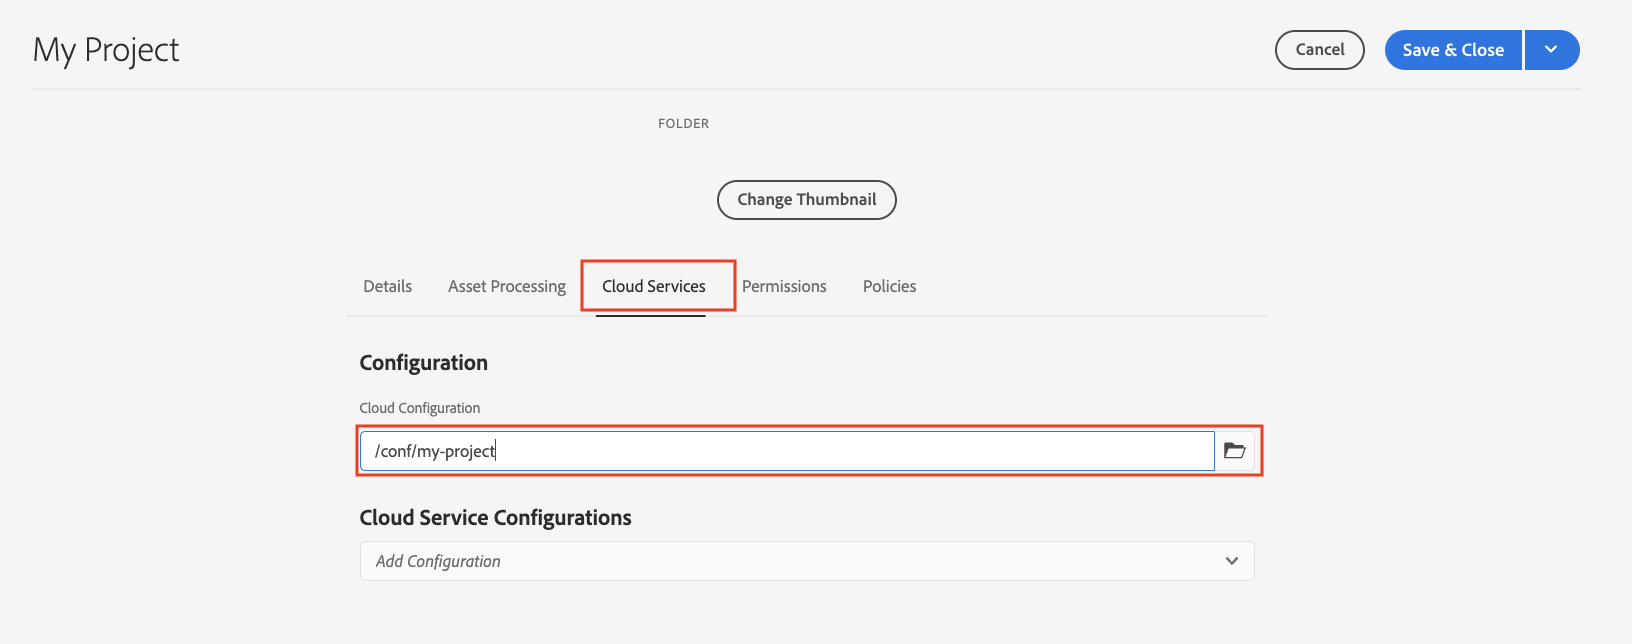 My Project
Cancel
Save & Close
FOLDER
Change Thumbnail
Details Asset Processing Cloud Services Permissions Policies
Configuration
Cloud Configuration
/conf/my-project
Cloud Service Configurations
Add Configuration